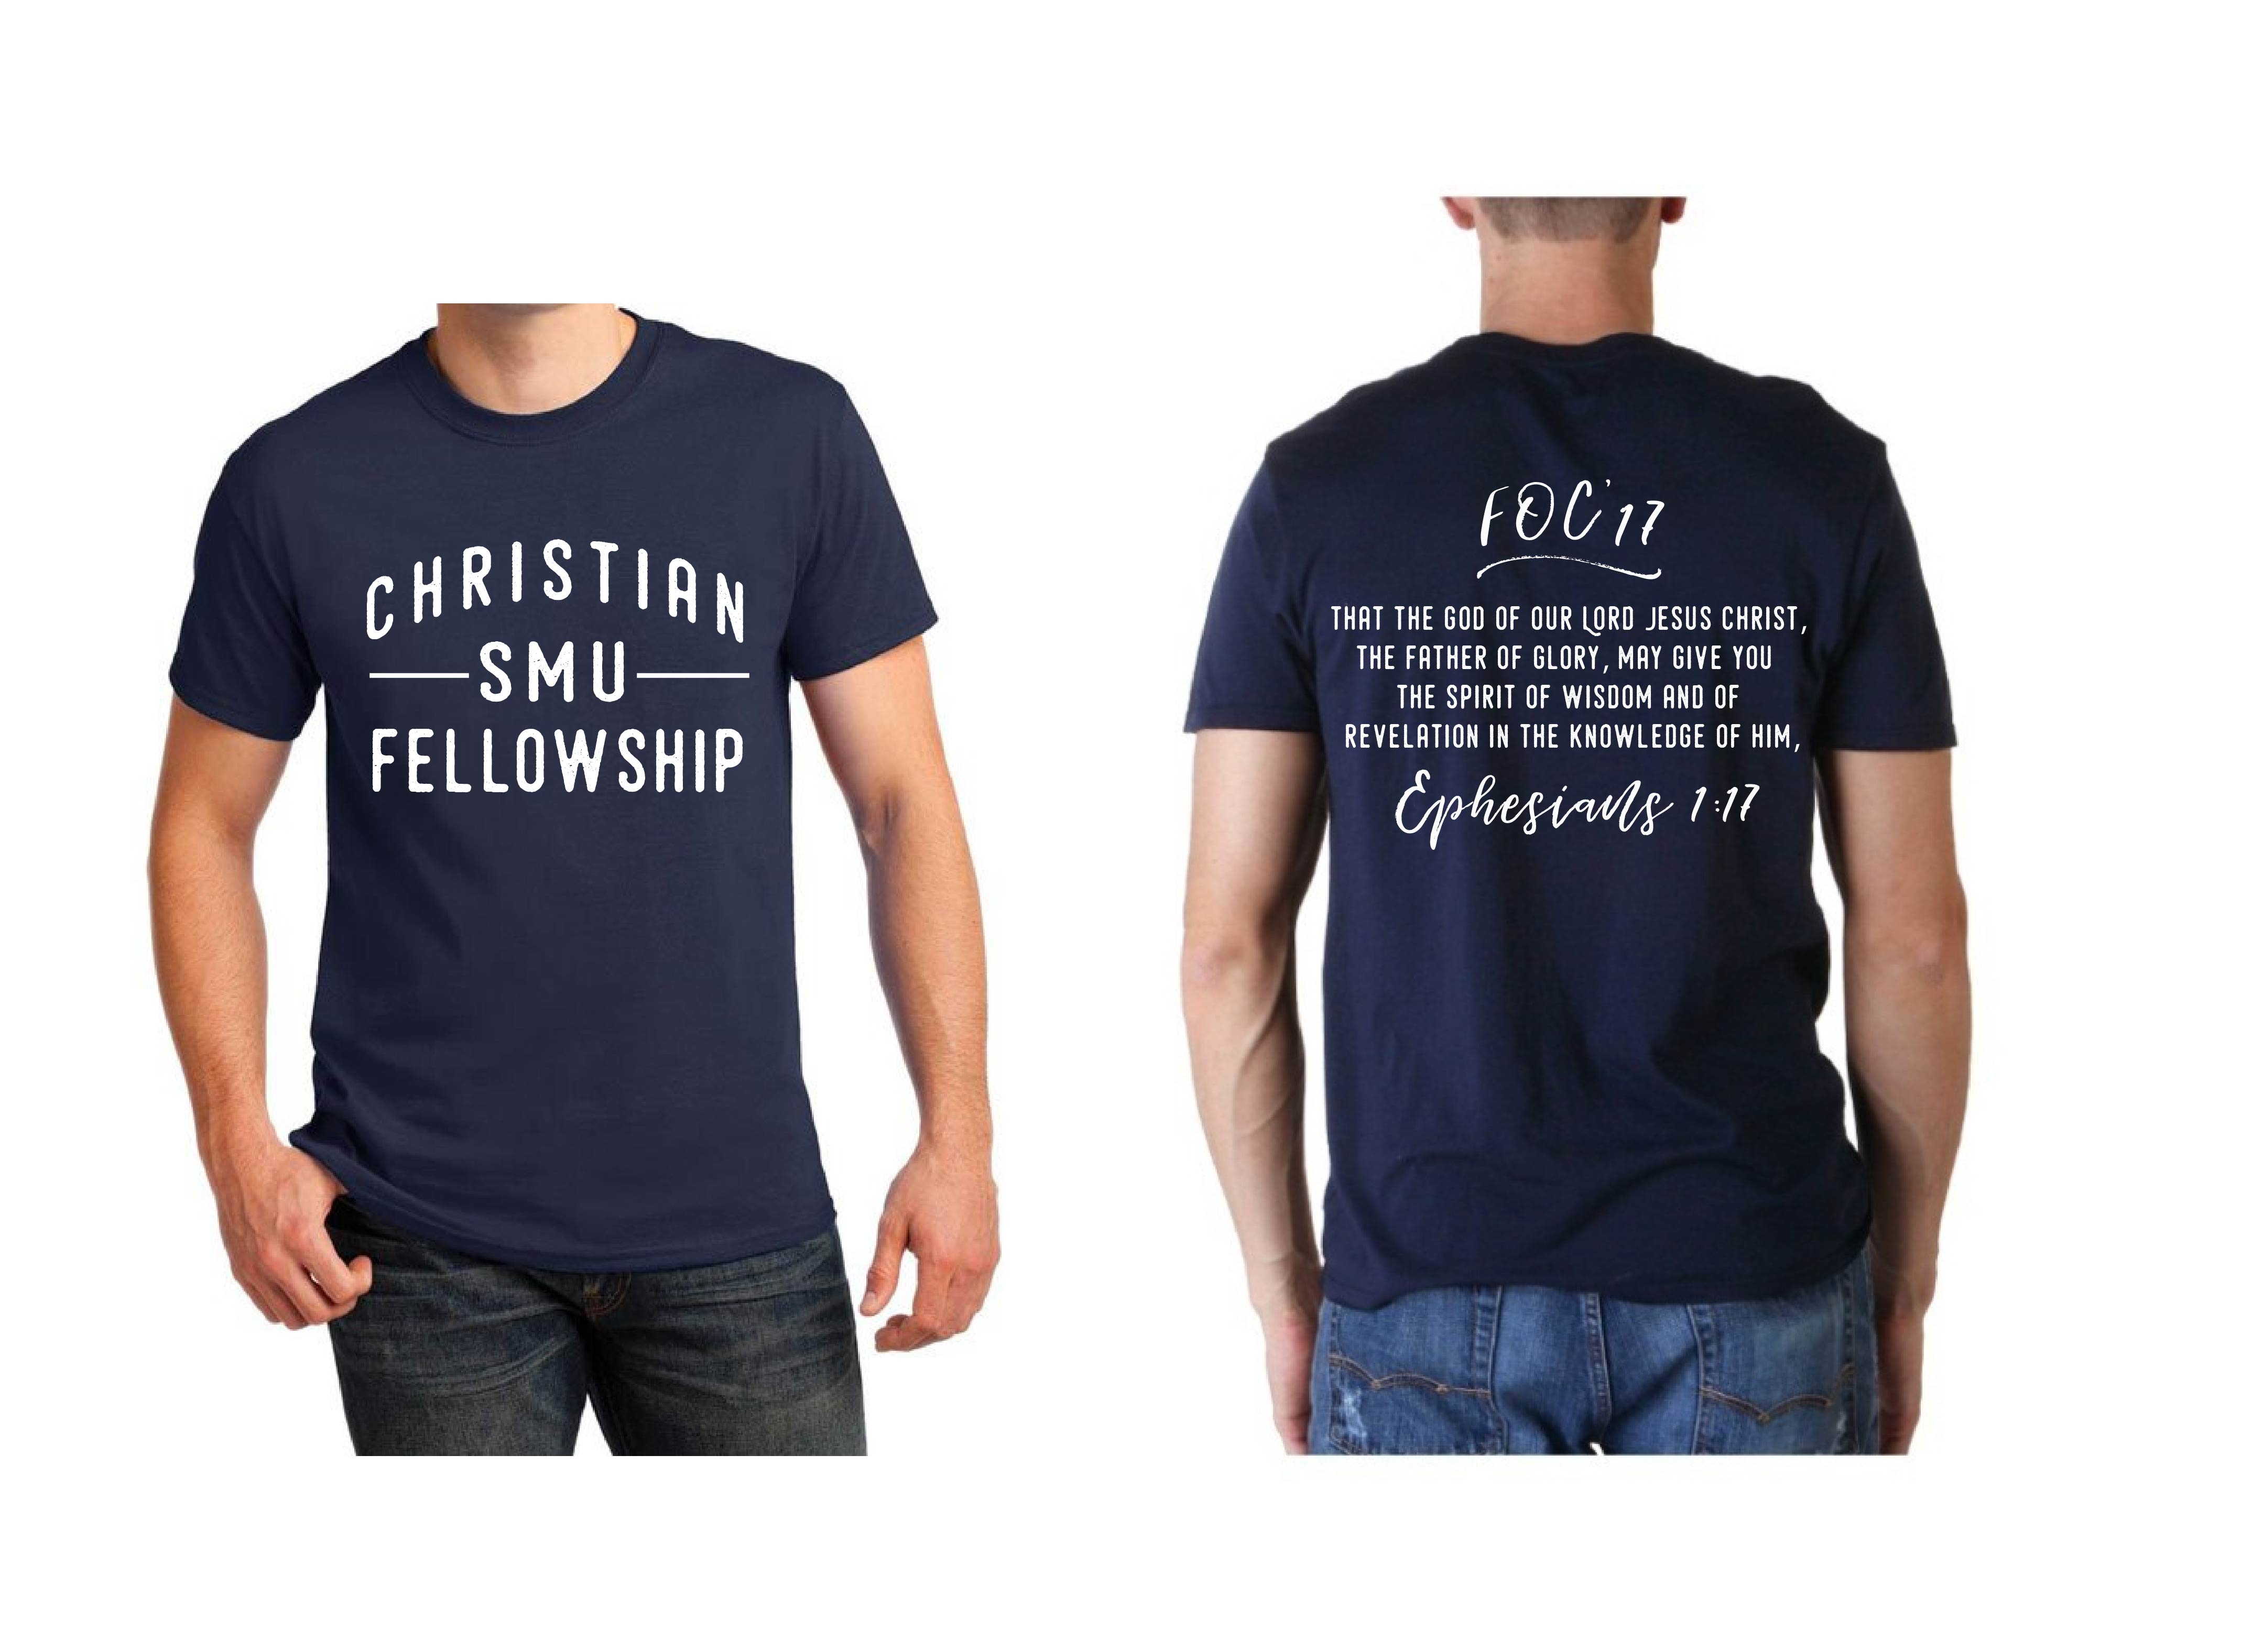 CHRISTIAN
SMU
FELLOWSHIP
FOC'17
THAT THE GOD OF OUR LORD JESUS CHRIST,
THE FATHER OF GLORY, MAY GIVE YOU
THE SPIRIT OF WISDOM AND OF
REVELATION IN THE KNOWLEDGE OF HIM,
Ephesians 1:17